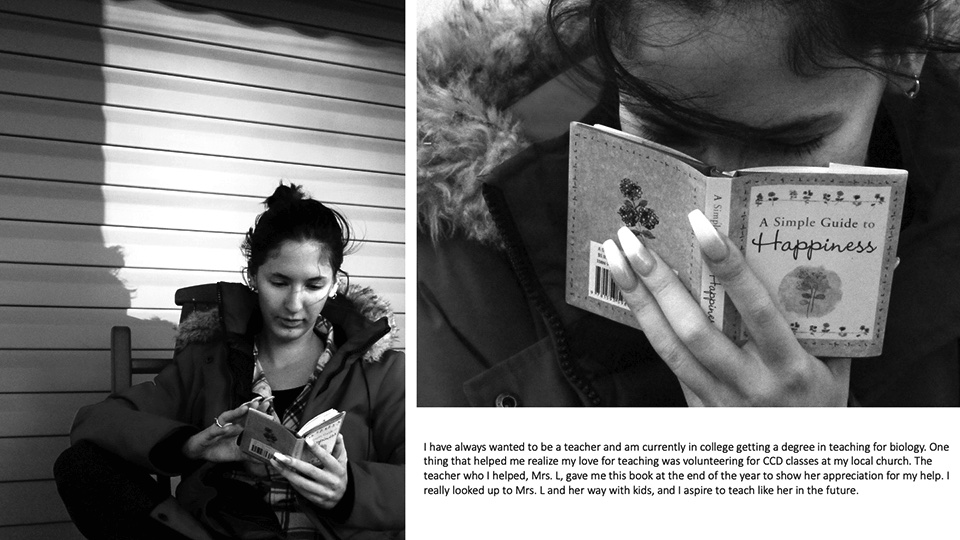 A Simple Guide to
Happiness
A Simpl
Happiness
I have always wanted to be a teacher and am currently in college getting a degree in teaching for biology. One
thing that helped me realize my love for teaching was volunteering for CCD classes at my local church. The
teacher who I helped, Mrs. L, gave me this book at the end of the year to show her appreciation for my help. I
really looked up to Mrs. L and her way with kids, and I aspire to teach like her in the future.